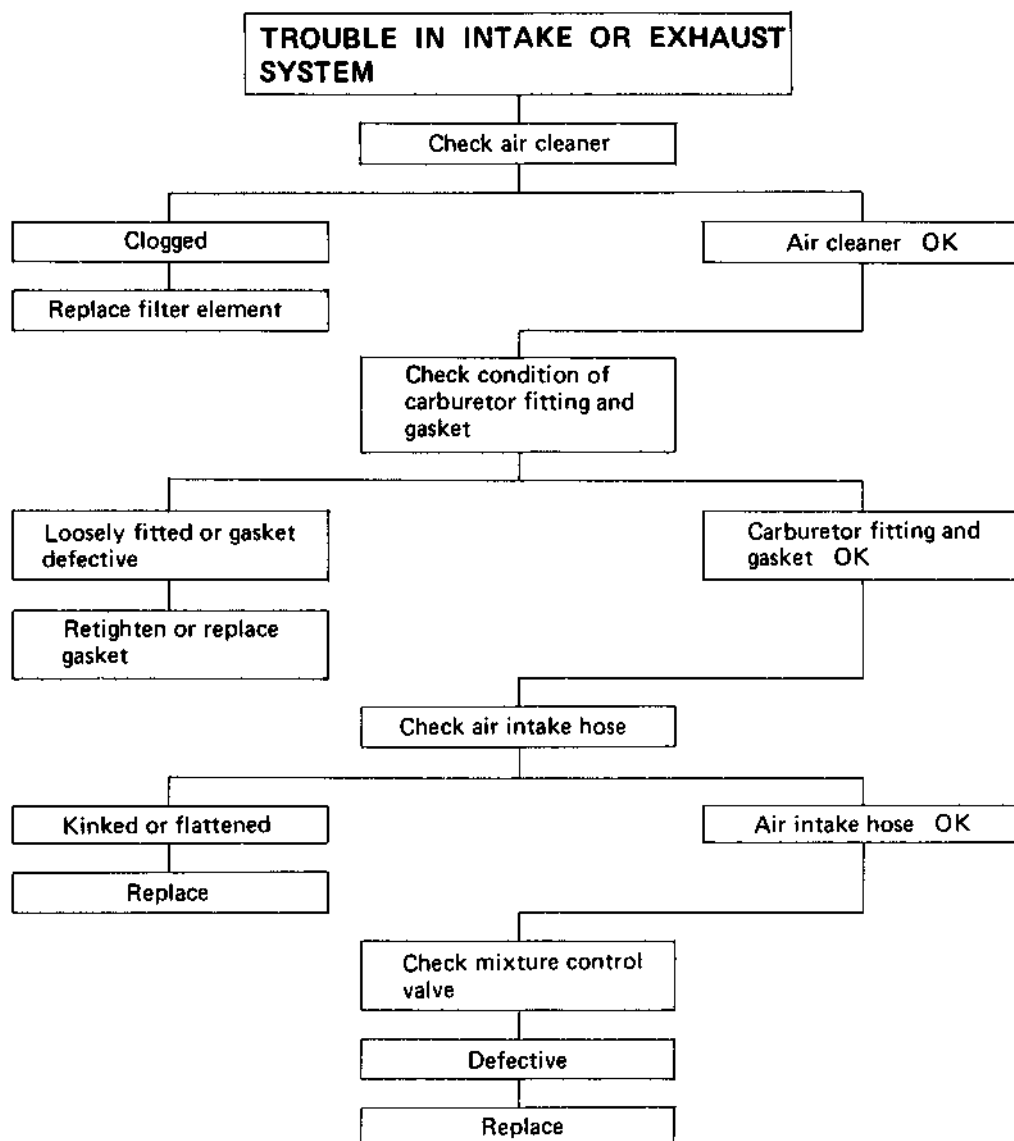 TROUBLE IN INTAKE OR EXHAUST
SYSTEM
Check air cleaner
Clogged
Air cleaner OK
Replace filter element
Check condition of
carburetor fitting and
gasket
Loosely fitted or gasket
defective
Carburetor fitting and
gasket OK
Retighten or replace
gasket
Check air intake hose
Kinked or flattened
Air intake hose OK
Replace
Check mixture control
valve
Defective
Replace